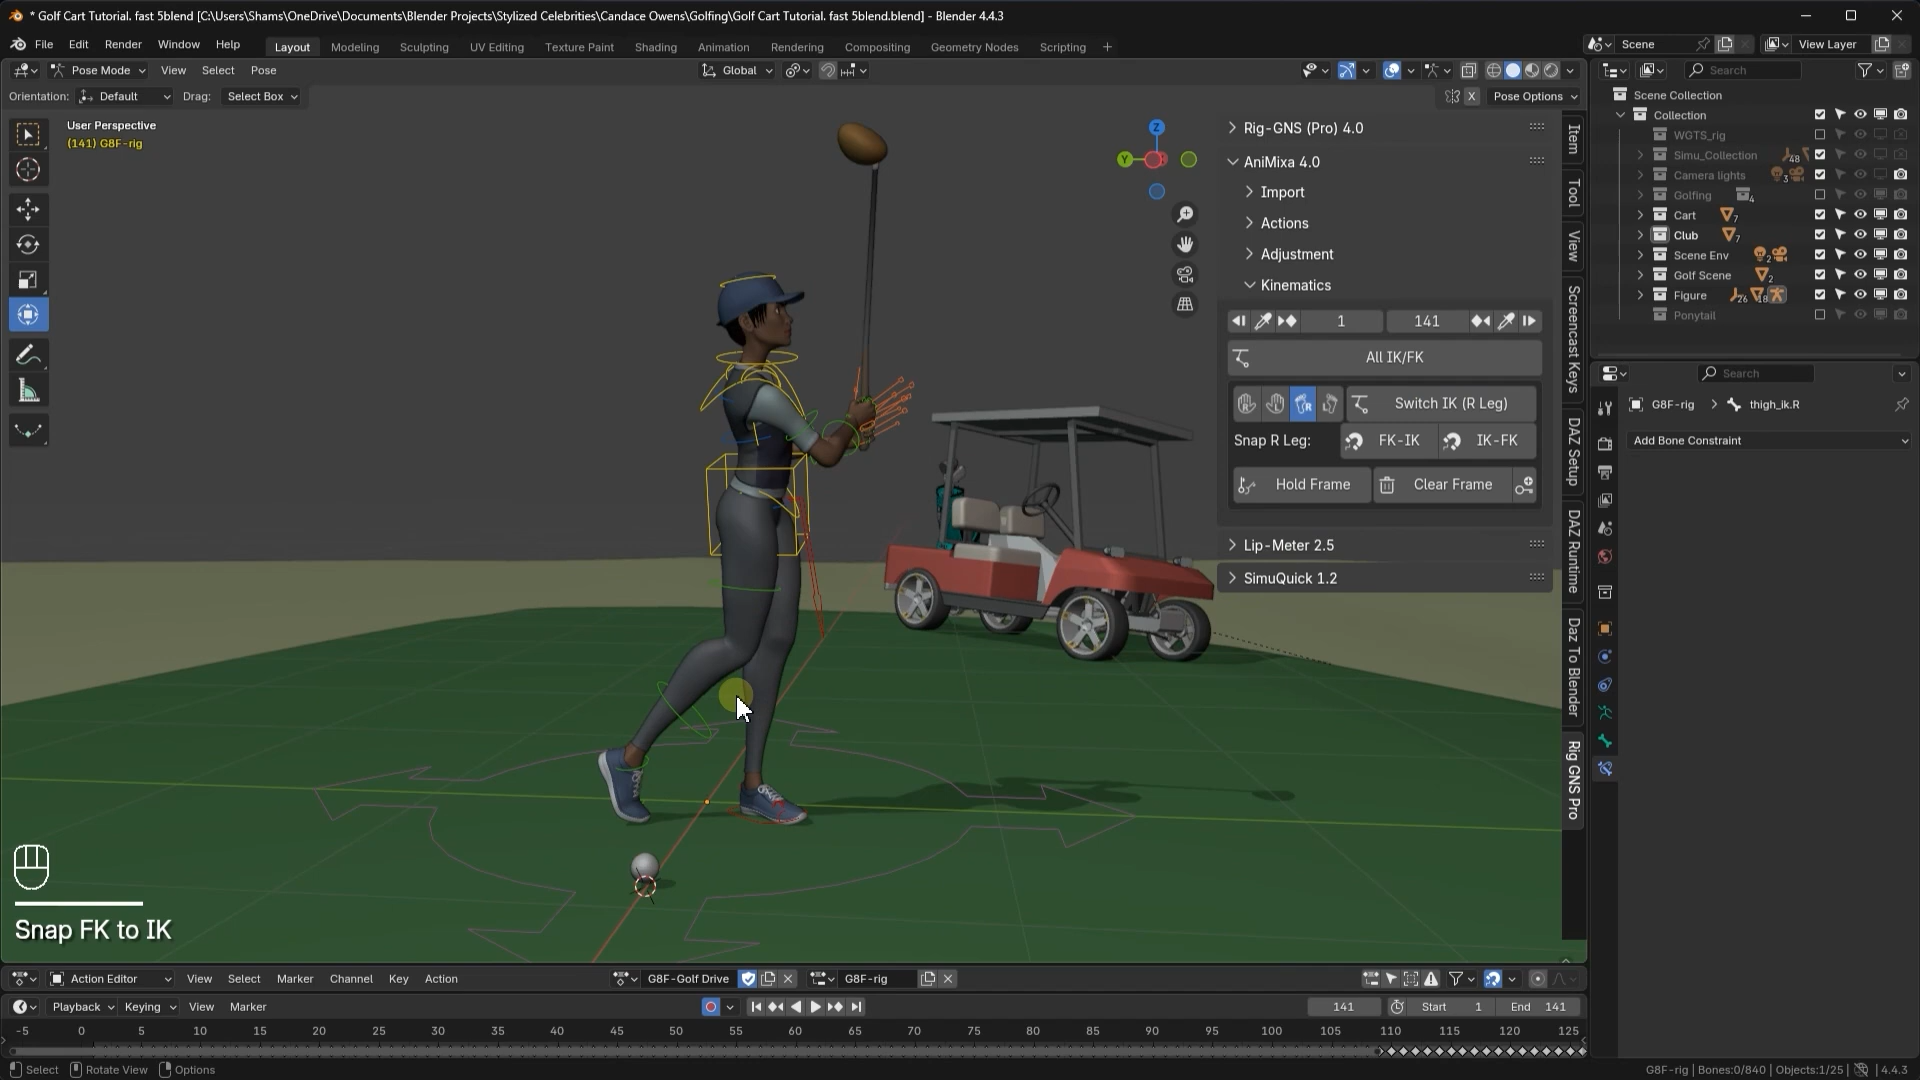 * Golf Cart Tutorial. fast 5blend [C:\Users\Shams\OneDrive\Documents\Blender Projects\Stylized Celebrities\Candace Owens\Golfing\Golf Cart Tutorial. fast 5blend.blend] - Blender 4.4.3
File Edit Render Window Help Layout Modeling Sculpting UV Editing Texture Paint Shading Animation Rendering Compositing Geometry Nodes Scripting + Scene View Layer
Pose Mode View Select Pose Global Search
Orientation: Default Drag: Select Box X Pose Options
User Perspective
(141) G8F-rig
Z
Y
Rig-GNS (Pro) 4.0
AniMixa 4.0
Import
Actions
Adjustment
Kinematics
1 141
All IK/FK
R R Switch IK (R Leg)
Snap R Leg: FK-IK IK-FK
Hold Frame Clear Frame
Lip-Meter 2.5
SimuQuick 1.2
Item
Tool
View
Screencast Keys
DAZ Setup
DAZ Runtime
Daz To Blender
Rig GNS Pro
Scene Collection
Collection
WGTS_rig
Simu_Collection 48
Camera lights 3
Golfing 4
Cart 7
Club 7
Scene Env 2
Golf Scene 2
Figure 26 18
Ponytail
Search
G8F-rig > thigh_ik.R
Add Bone Constraint
Snap FK to IK
Action Editor View Select Marker Channel Key Action G8F-Golf Drive G8F-rig
Playback Keying View Marker 141 Start 1 End 141
-5 0 5 10 15 20 25 30 35 40 45 50 55 60 65 70 75 80 85 90 95 100 105 110 115 120 125
Select Rotate View Options G8F-rig | Bones:0/840 | Objects:1/25 | 4.4.3